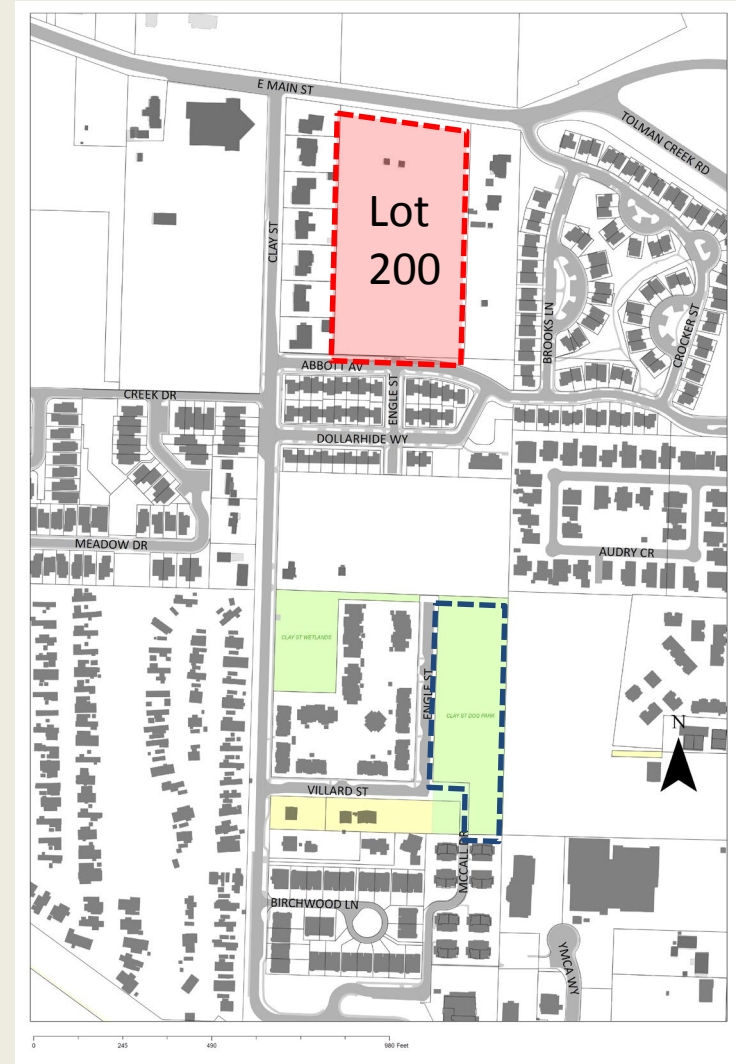 E MAIN ST
TOLMAN CREEK RD
Lot
200
CLAY ST
BROOKS LN
CROCKER ST
ABBOTT AV
ENGLE ST
CREEK DR
DOLLARHIDE WY
MEADOW DR
AUDRY CR
CLAY ST WETLANDS
ENGLE ST
CLAY ST DOG PARK
N
VILLARD ST
MCCALL DR
BIRCHWOOD LN
YMCA WY
0 245 490 980 Feet